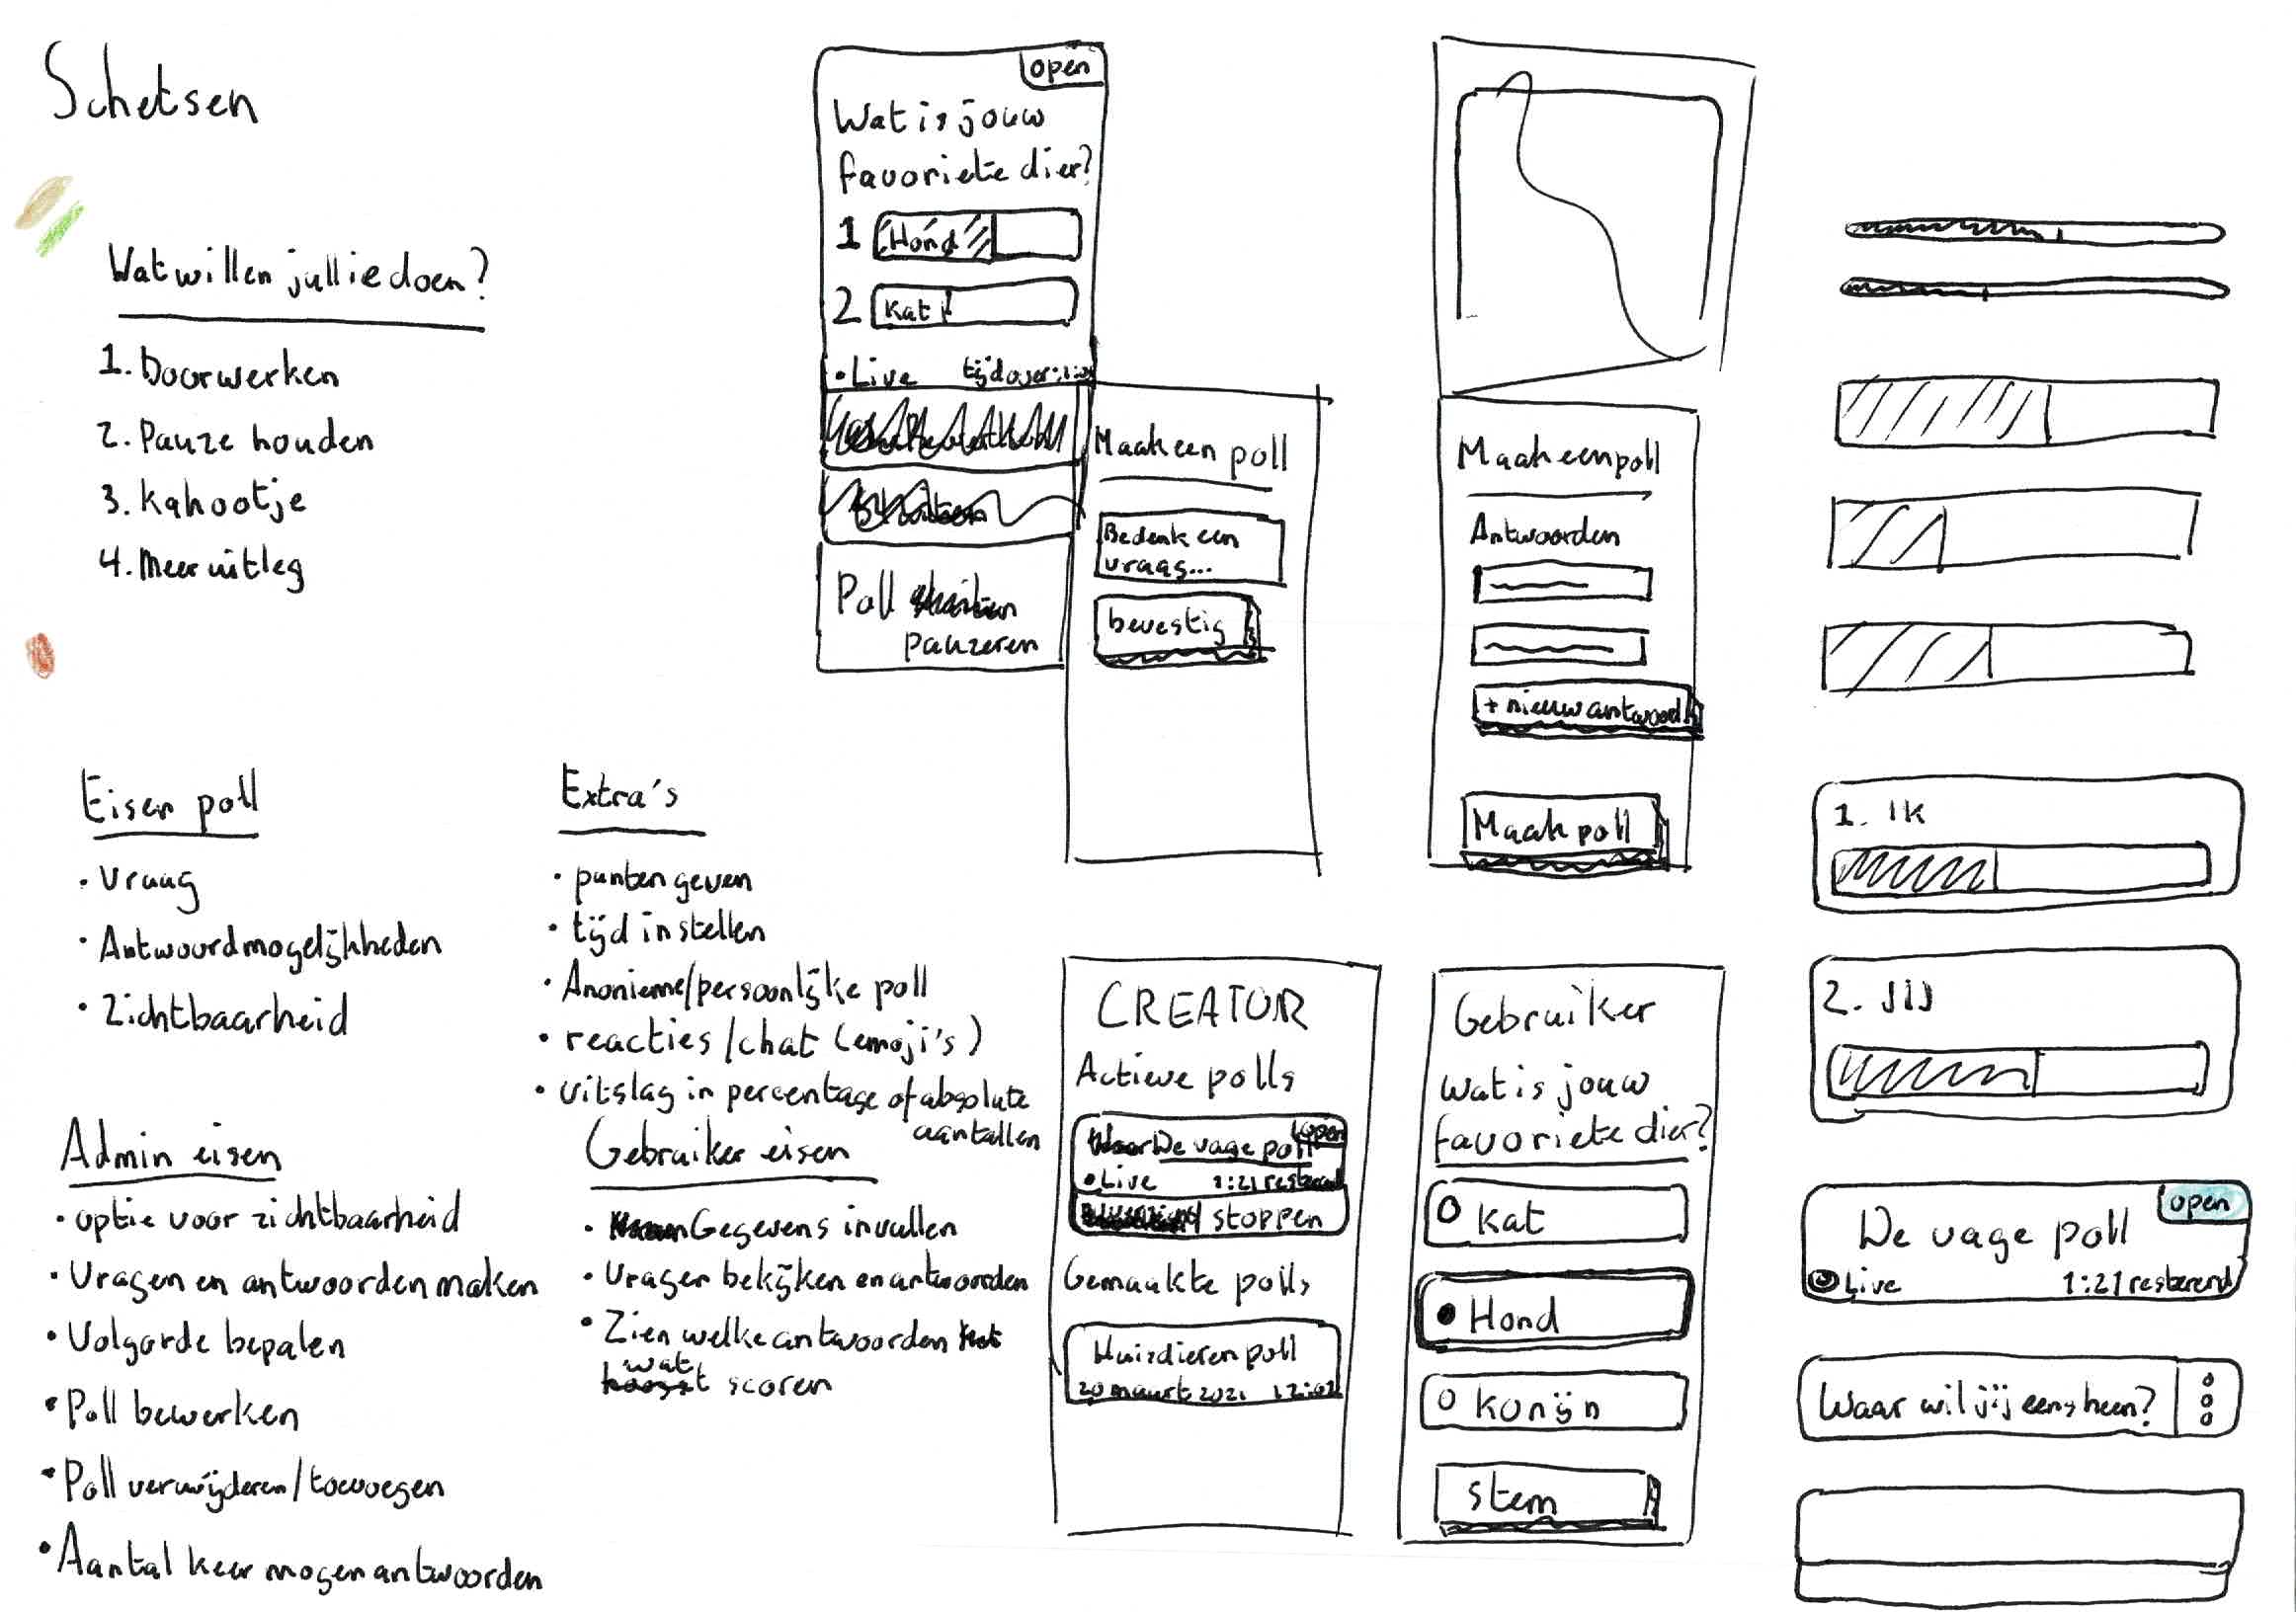 Schetsen
Wat willen jullie doen?
1. Doorwerken
2. Pauze houden
3. Kahootje
4. Meer uitleg
Eisen poll
• Vraag
• Antwoordmogelijkheden
• Zichtbaarheid
Extra's
• punten geven
• tijd instellen
• Anonieme/persoonlijke poll
• reacties/chat (emoji's)
• uitslag in percentage of absolute
aantallen
Admin eisen
• optie voor zichtbaarheid
• Vragen en antwoorden maken
• Volgorde bepalen
• Poll bewerken
• Poll verwijderen/toevoegen
• Aantal keer mogen antwoorden
Gebruiker eisen
• Gegevens invullen
• Vragen bekijken en antwoorden
• Zien welke antwoorden
wat
scoren
open
Wat is jouw
favoriete dier?
1 Hond
2 Kat
• Live tijd over:
Poll
pauzeren
Maak een poll
Bedenk een
vraag...
bevestig
Maak een poll
Antwoorden
+ nieuw antwoord
Maak poll
CREATOR
Actieve polls
open
De vage poll
• Live 1:21 resterend
stoppen
Gemaakte polls
Huisdieren poll
20 maart 2021
Gebruiker
Wat is jouw
favoriete dier?
Kat
Hond
Konijn
Stem
1. IK
2. JIJ
open
De vage poll
Live 1:21 resterend
Waar wil jij eens heen?